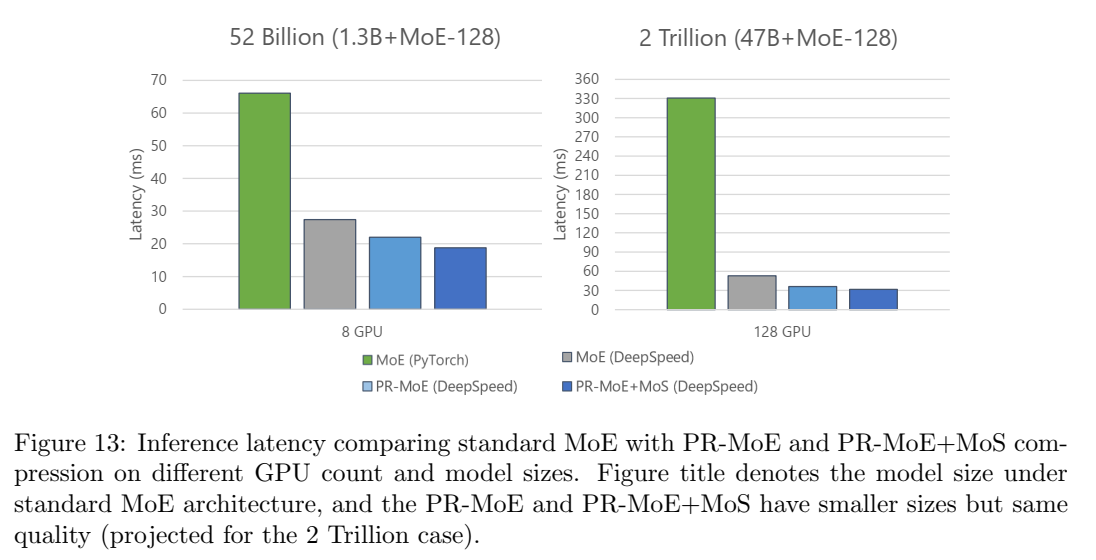 52 Billion (1.3B+MoE-128)
70
60
50
40
30
20
10
0
Latency (ms)
8 GPU
2 Trillion (47B+MoE-128)
360
330
300
270
240
210
180
150
120
90
60
30
0
Latency (ms)
128 GPU
MoE (PyTorch)
MoE (DeepSpeed)
PR-MoE (DeepSpeed)
PR-MoE+MoS (DeepSpeed)
Figure 13: Inference latency comparing standard MoE with PR-MoE and PR-MoE+MoS com-
pression on different GPU count and model sizes. Figure title denotes the model size under
standard MoE architecture, and the PR-MoE and PR-MoE+MoS have smaller sizes but same
quality (projected for the 2 Trillion case).